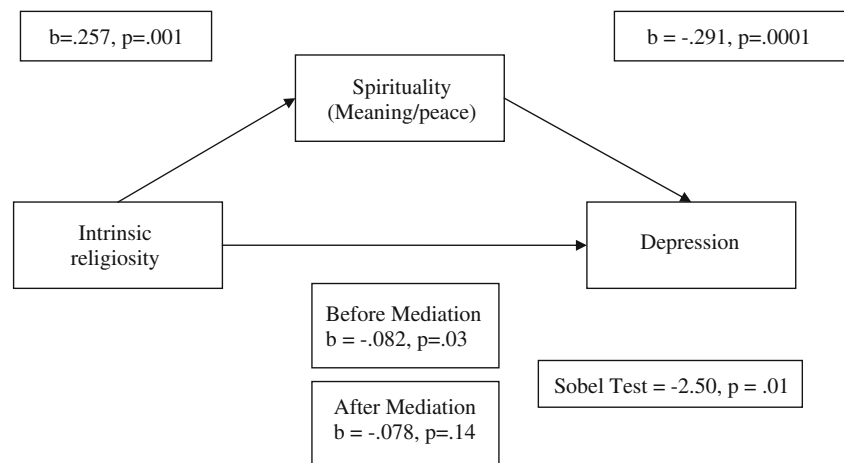 b=.257, p=.001
b = -.291, p=.0001
Spirituality
(Meaning/peace)
Intrinsic
religiosity
Depression
Before Mediation
b = -.082, p=.03
Sobel Test = -2.50, p = .01
After Mediation
b = -.078, p=.14